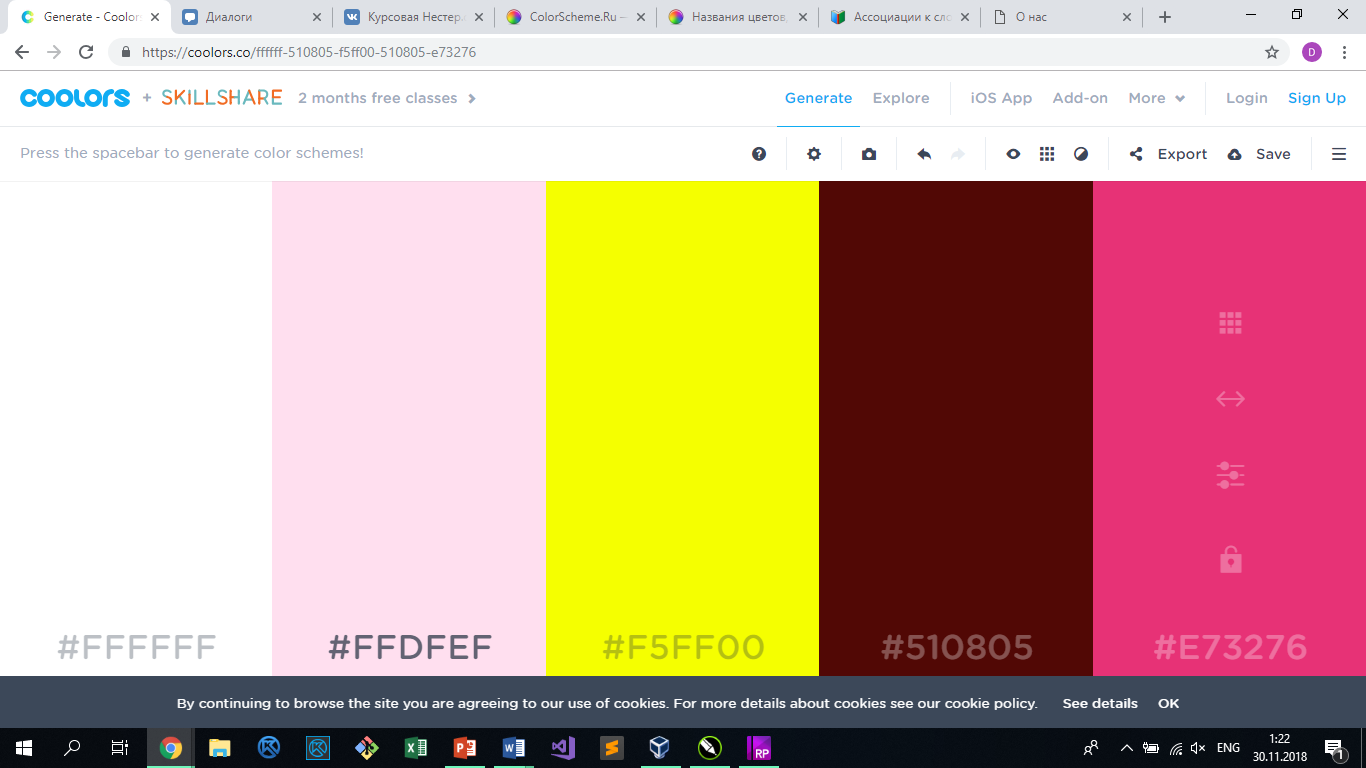 Generate - Coolor
Диалоги
Курсовая Нестер
ColorScheme.Ru –
Названия цветов,
Ассоциации к сло
О нас
https://coolors.co/ffffff-510805-f5ff00-510805-e73276
D
coolors + SKILLSHARE 2 months free classes
Generate Explore iOS App Add-on More Login Sign Up
Press the spacebar to generate color schemes!
Export Save
#FFFFFF #FFDFEF #F5FF00 #510805 #E73276
By continuing to browse the site you are agreeing to our use of cookies. For more details about cookies see our cookie policy. See details OK
RP
ENG
1:22
30.11.2018
1